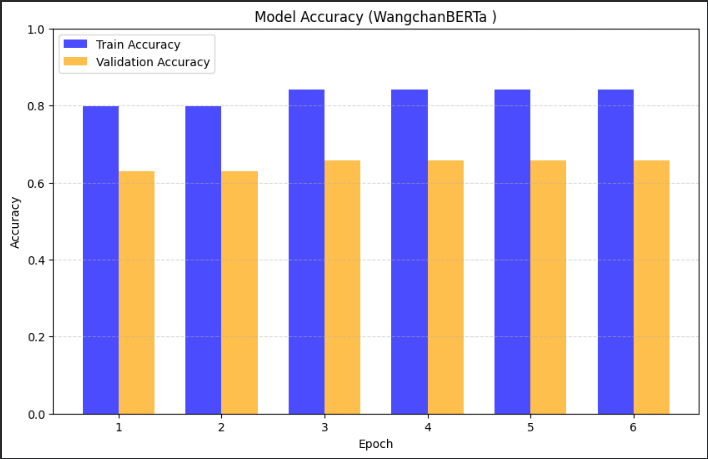 Model Accuracy (WangchanBERTa )
Train Accuracy
Validation Accuracy
1.0
0.8
0.6
0.4
0.2
0.0
Accuracy
1 2 3 4 5 6
Epoch